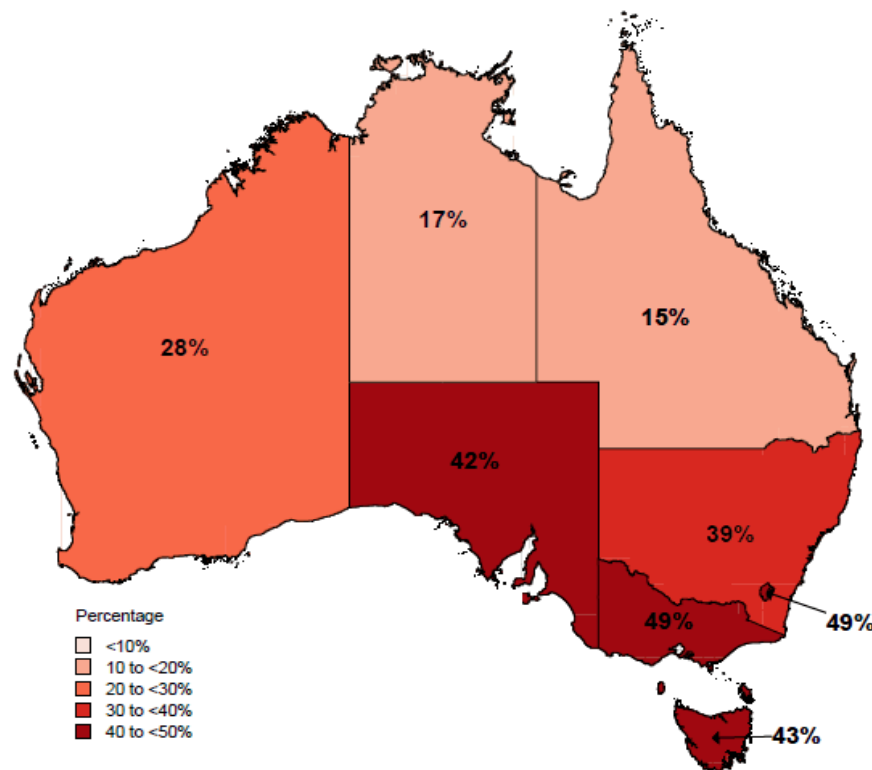 17%
15%
28%
42%
39%
49%
49%
43%
Percentage
<10%
10 to <20%
20 to <30%
30 to <40%
40 to <50%